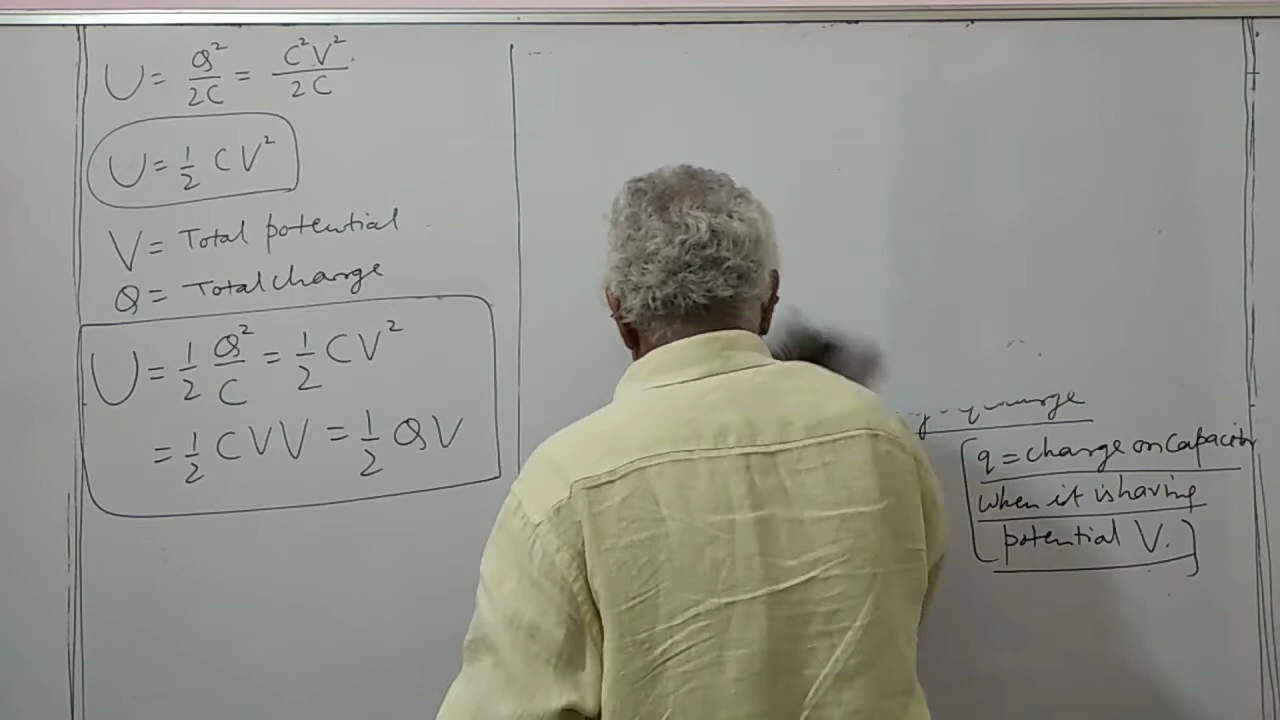 U = Q²/2C = C²V²/2C
U = 1/2 CV²
V = Total potential
Q = Total charge
U = 1/2 Q²/C = 1/2 CV²
= 1/2 CVV = 1/2 QV
q = charge on capacity
when it is having
potential V.